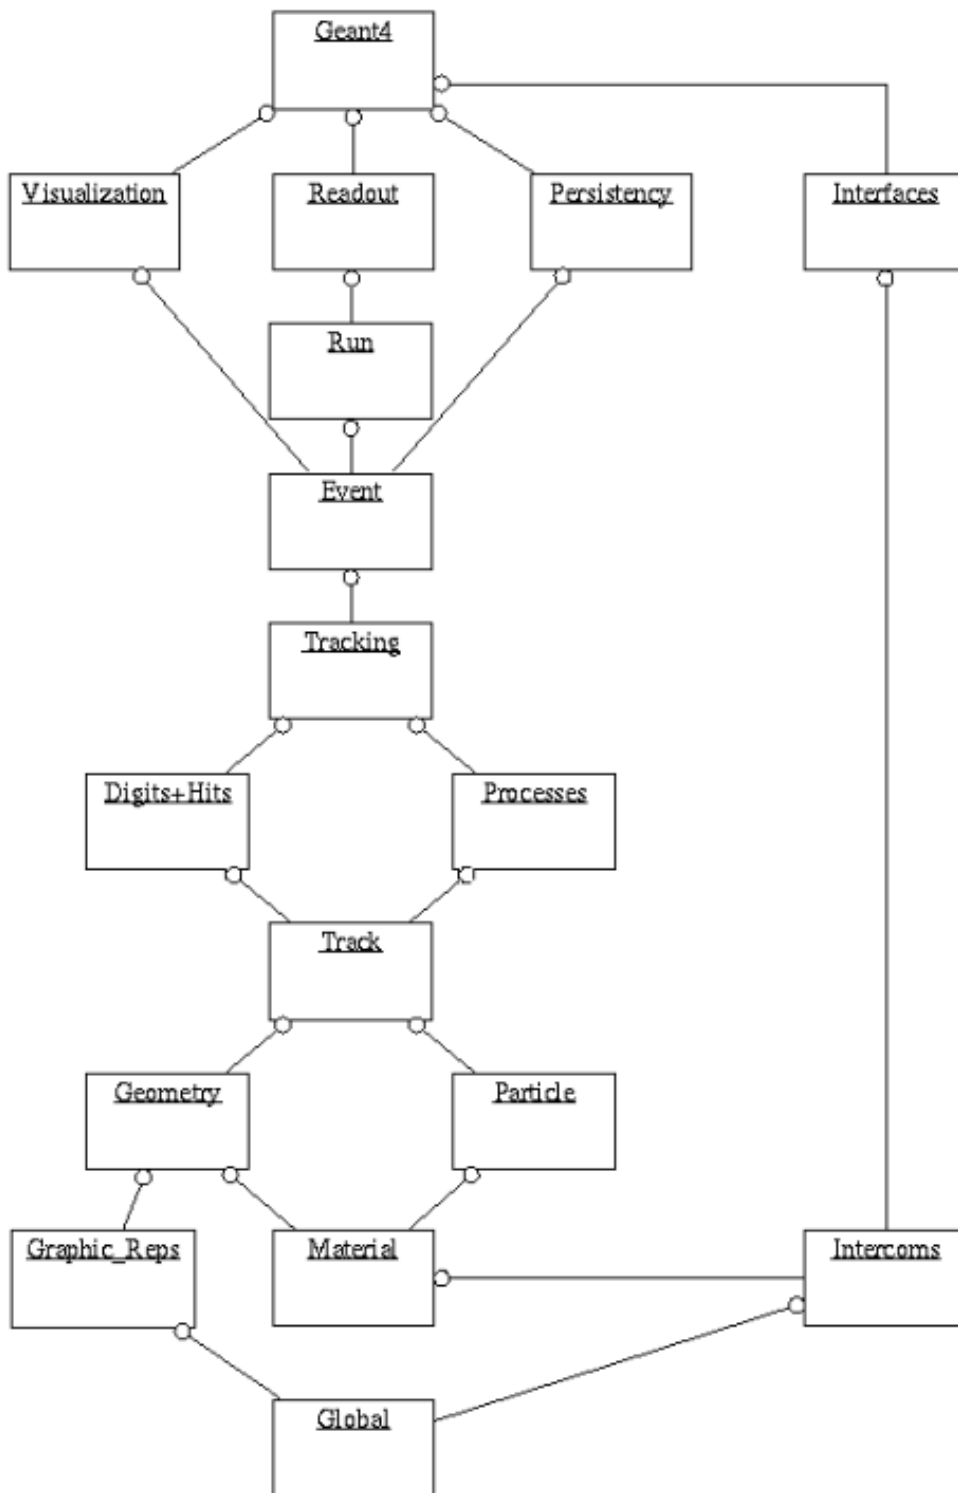 Geant4
Visualization
Readout
Persistency
Interfaces
Run
Event
Tracking
Digits+Hits
Processes
Track
Geometry
Particle
Graphic_Reps
Material
Intercoms
Global